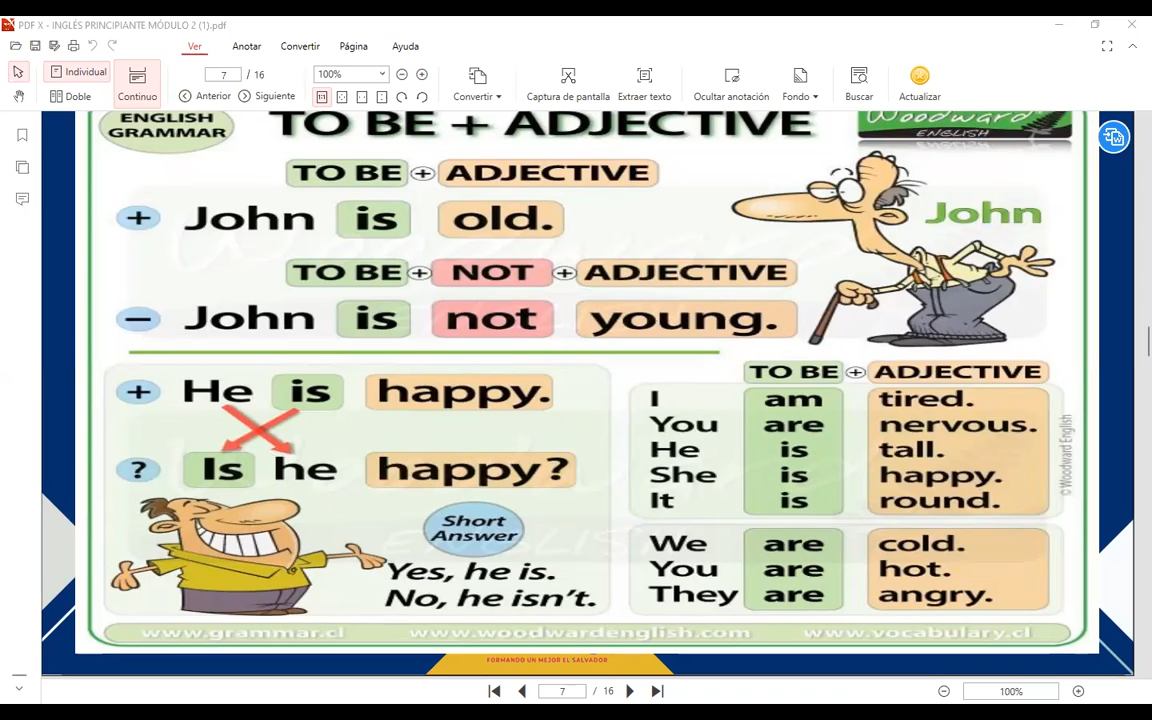 PDF X - INGLÉS PRINCIPIANTE MÓDULO 2 (1).pdf
Ver Anotar Convertir Página Ayuda
Individual
Doble
Continuo
7 / 16
Anterior Siguiente
100%
Convertir
Captura de pantalla
Extraer texto
Ocultar anotación
Fondo
Buscar
Actualizar
ENGLISH
GRAMMAR
TO BE + ADJECTIVE
Woodward
ENGLISH
TO BE + ADJECTIVE
+ John is old.
John
TO BE + NOT + ADJECTIVE
− John is not young.
+ He is happy.
? Is he happy?
Short
Answer
Yes, he is.
No, he isn't.
TO BE + ADJECTIVE
I am tired.
You are nervous.
He is tall.
She is happy.
It is round.
We are cold.
You are hot.
They are angry.
© Woodward English
www.grammar.cl www.woodwardenglish.com www.vocabulary.cl
FORMANDO UN MEJOR EL SALVADOR
7 / 16
100%